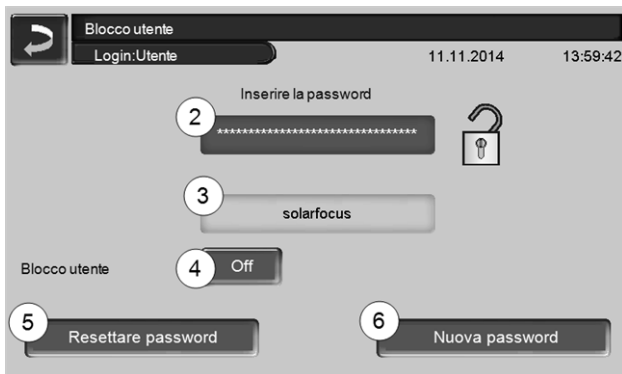 Blocco utente
Login:Utente 11.11.2014 13:59:42
Inserire la password
2 *********************************
3 solarfocus
Blocco utente 4 Off
5 Resettare password 6 Nuova password